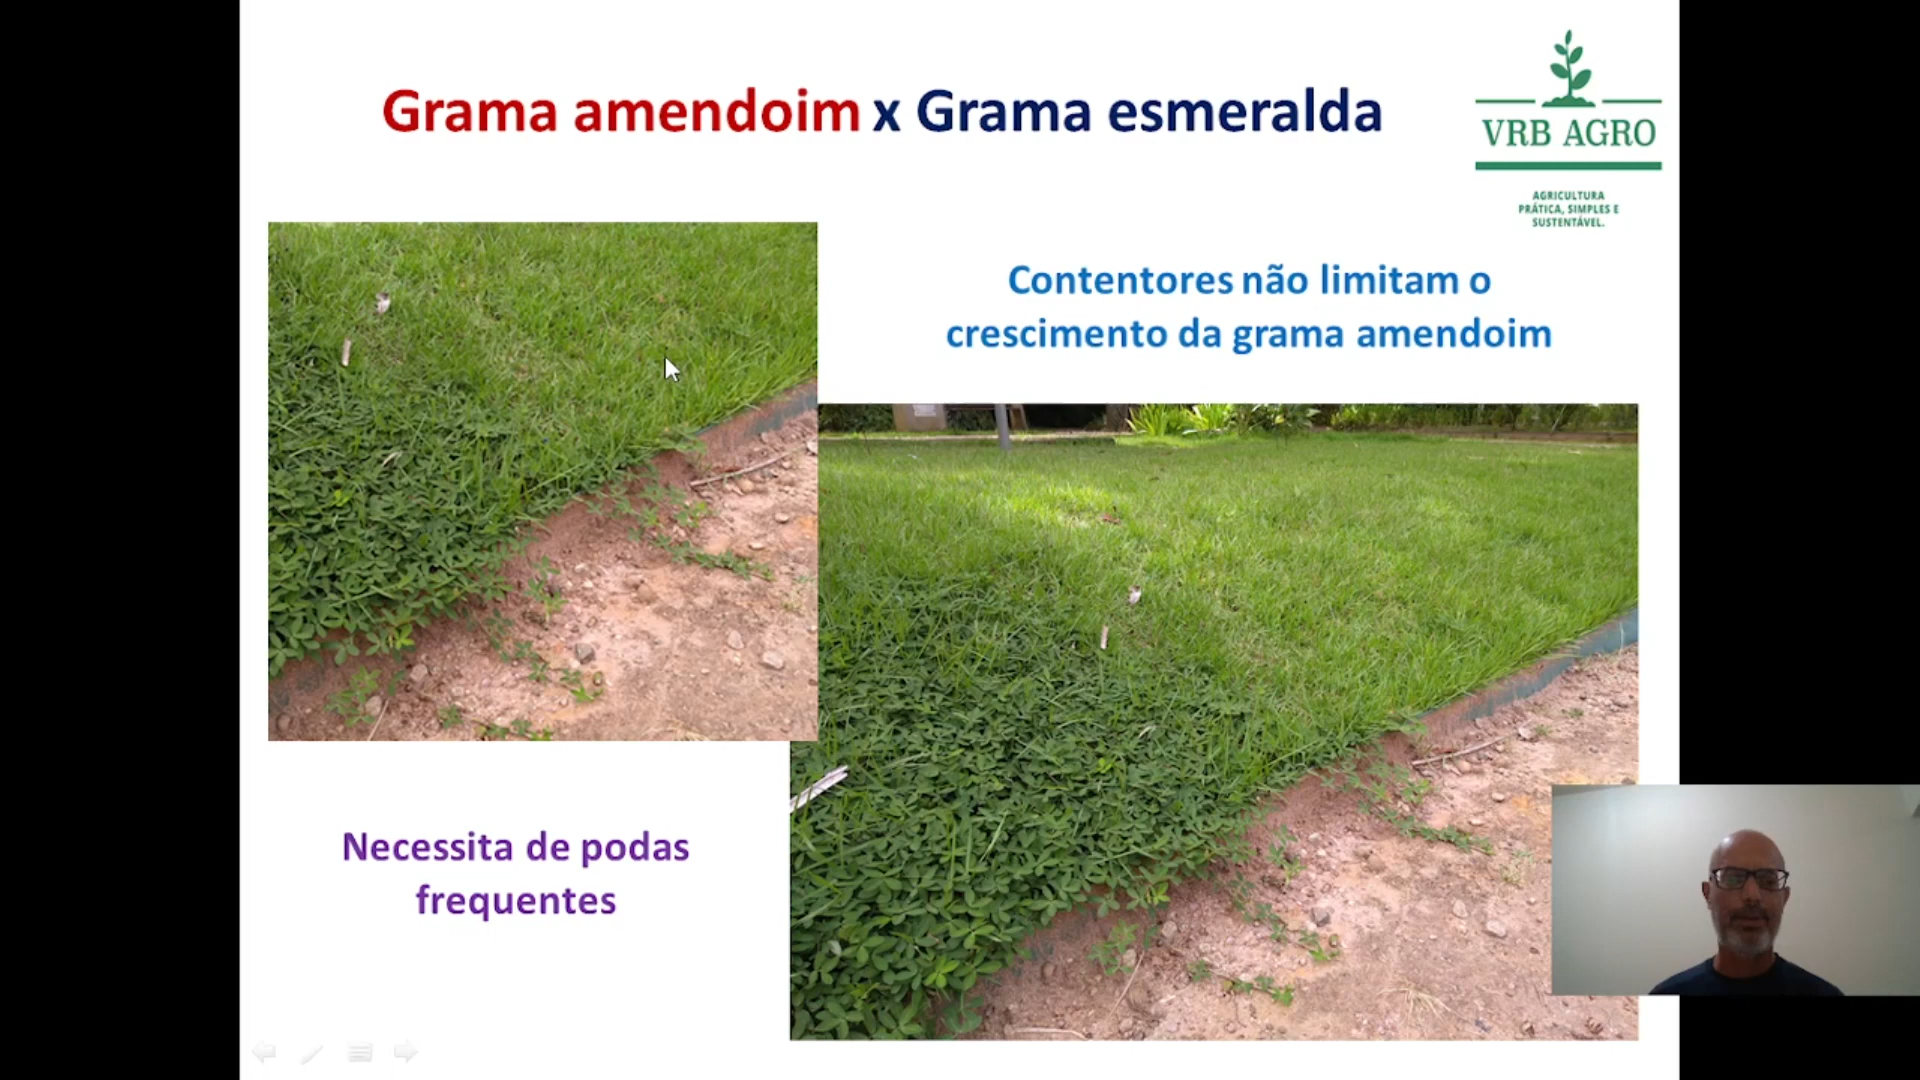 Grama amendoim x Grama esmeralda
VRB AGRO
AGRICULTURA
PRÁTICA, SIMPLES E
SUSTENTÁVEL.
Contentores não limitam o
crescimento da grama amendoim
Necessita de podas
frequentes